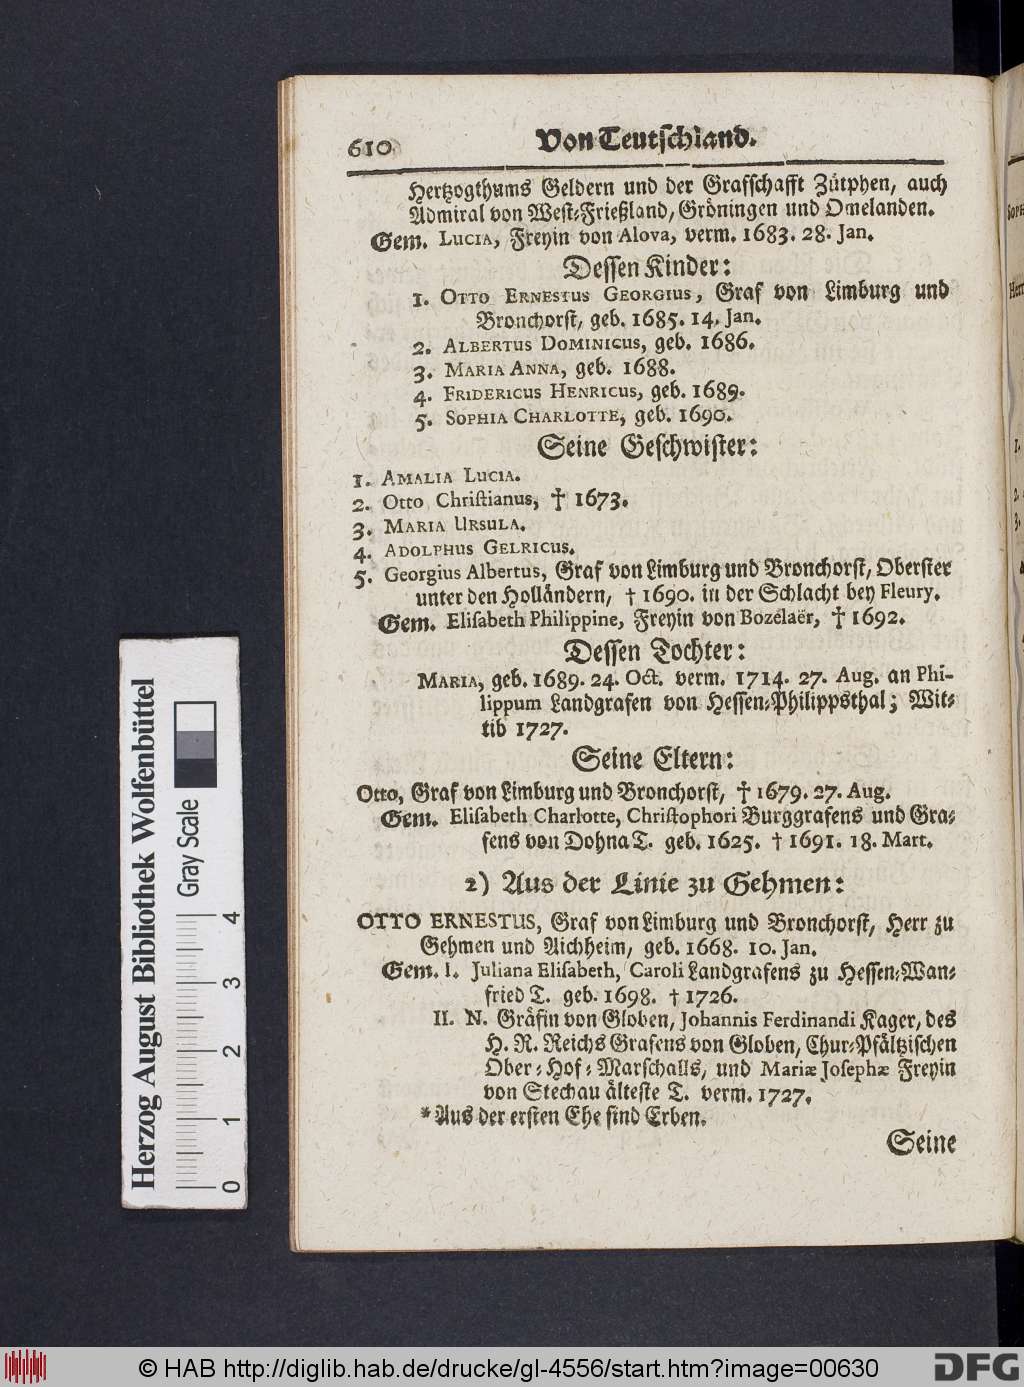 610 Von Teutschland.
Hertzogthums Geldern und der Grafschafft Zütphen, auch
Admiral von West-Frießland, Gröningen und Omelanden.
Gem. LUCIA, Freyin von Alova, verm. 1683. 28. Jan.
Dessen Kinder:
1. OTTO ERNESTUS GEORGIUS, Graf von Limburg und
Bronchorst, geb. 1685. 14. Jan.
2. ALBERTUS DOMINICUS, geb. 1686.
3. MARIA ANNA, geb. 1688.
4. FRIDERICUS HENRICUS, geb. 1689.
5. SOPHIA CHARLOTTE, geb. 1690.
Seine Geschwister:
1. AMALIA LUCIA.
2. Otto Christianus, † 1673.
3. MARIA URSULA.
4. ADOLPHUS GELRICUS.
5. Georgius Albertus, Graf von Limburg und Bronchorst, Oberster
unter den Holländern, † 1690. in der Schlacht bey Fleury.
Gem. Elisabeth Philippine, Freyin von Bozelaër, † 1692.
Dessen Tochter:
MARIA, geb. 1689. 24. Oct. verm. 1714. 27. Aug. an Phi-
lippum Landgrafen von Hessen-Philippsthal; Wit-
tib 1727.
Seine Eltern:
Otto, Graf von Limburg und Bronchorst, † 1679. 27. Aug.
Gem. Elisabeth Charlotte, Christophori Burggrafens und Gra-
fens von Dohna T. geb. 1625. † 1691. 18. Mart.
2) Aus der Linie zu Gehmen:
OTTO ERNESTUS, Graf von Limburg und Bronchorst, Herr zu
Gehmen und Aichheim, geb. 1668. 10. Jan.
Gem. I. Juliana Elisabeth, Caroli Landgrafens zu Hessen-Wan-
fried T. geb. 1698. † 1726.
II. N. Gräfin von Globen, Johannis Ferdinandi Kager, des
H. R. Reichs Grafens von Globen, Chur-Pfältzischen
Ober-Hof-Marschalls, und Mariæ Josephæ Freyin
von Stechau älteste T. verm. 1727.
* Aus der ersten Ehe sind Erben.
Seine
Herzog August Bibliothek Wolfenbüttel
Gray Scale
0 1 2 3 4
© HAB http://diglib.hab.de/drucke/gl-4556/start.htm?image=00630
DFG